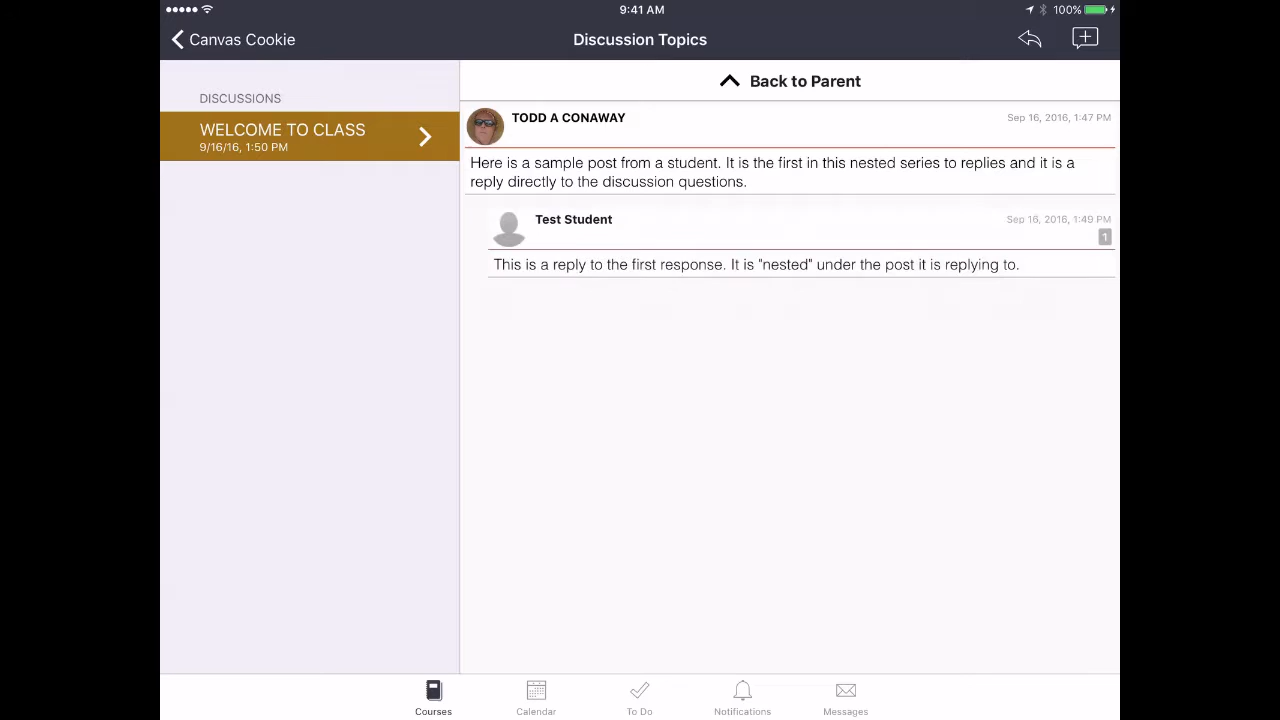 9:41 AM
100%
Canvas Cookie
Discussion Topics
DISCUSSIONS
WELCOME TO CLASS
9/16/16, 1:50 PM
Back to Parent
TODD A CONAWAY
Sep 16, 2016, 1:47 PM
Here is a sample post from a student. It is the first in this nested series to replies and it is a
reply directly to the discussion questions.
Test Student
Sep 16, 2016, 1:49 PM
1
This is a reply to the first response. It is "nested" under the post it is replying to.
Courses
Calendar
To Do
Notifications
Messages